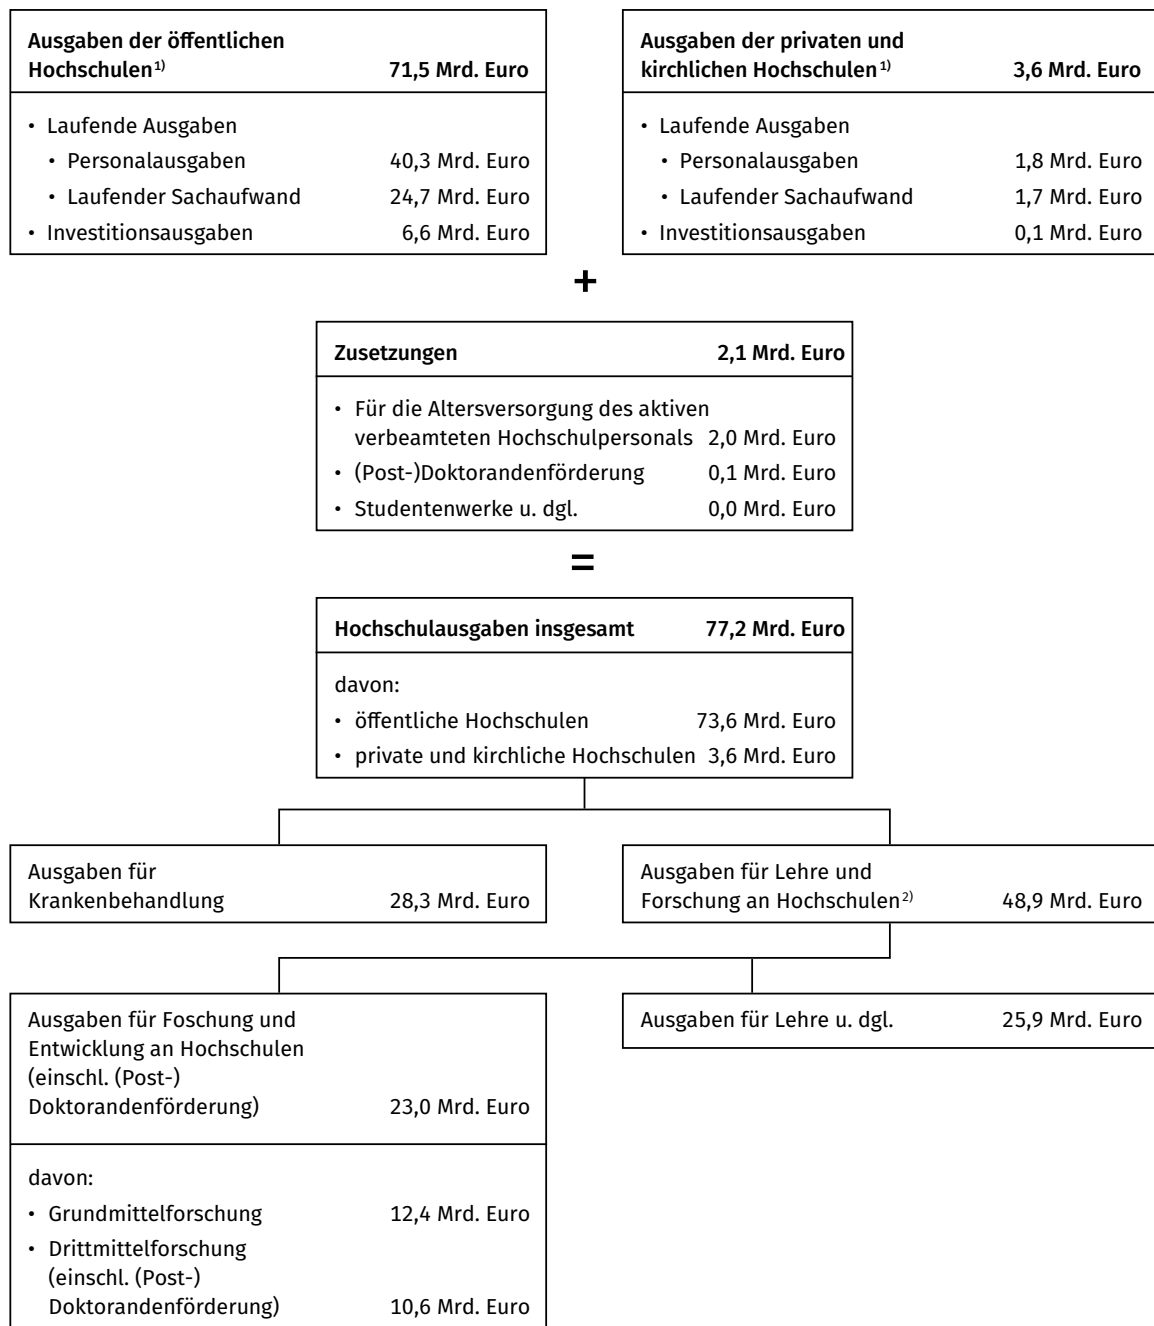 Ausgaben der öffentlichen
Hochschulen1) 71,5 Mrd. Euro
• Laufende Ausgaben
• Personalausgaben 40,3 Mrd. Euro
• Laufender Sachaufwand 24,7 Mrd. Euro
• Investitionsausgaben 6,6 Mrd. Euro
Ausgaben der privaten und
kirchlichen Hochschulen1) 3,6 Mrd. Euro
• Laufende Ausgaben
• Personalausgaben 1,8 Mrd. Euro
• Laufender Sachaufwand 1,7 Mrd. Euro
• Investitionsausgaben 0,1 Mrd. Euro
+
Zusetzungen 2,1 Mrd. Euro
• Für die Altersversorgung des aktiven
verbeamteten Hochschulpersonals 2,0 Mrd. Euro
• (Post-)Doktorandenförderung 0,1 Mrd. Euro
• Studentenwerke u. dgl. 0,0 Mrd. Euro
=
Hochschulausgaben insgesamt 77,2 Mrd. Euro
davon:
• öffentliche Hochschulen 73,6 Mrd. Euro
• private und kirchliche Hochschulen 3,6 Mrd. Euro
Ausgaben für
Krankenbehandlung 28,3 Mrd. Euro
Ausgaben für Lehre und
Forschung an Hochschulen2) 48,9 Mrd. Euro
Ausgaben für Foschung und
Entwicklung an Hochschulen
(einschl. (Post-)
Doktorandenförderung) 23,0 Mrd. Euro
davon:
• Grundmittelforschung 12,4 Mrd. Euro
• Drittmittelforschung
(einschl. (Post-)
Doktorandenförderung) 10,6 Mrd. Euro
Ausgaben für Lehre u. dgl. 25,9 Mrd. Euro